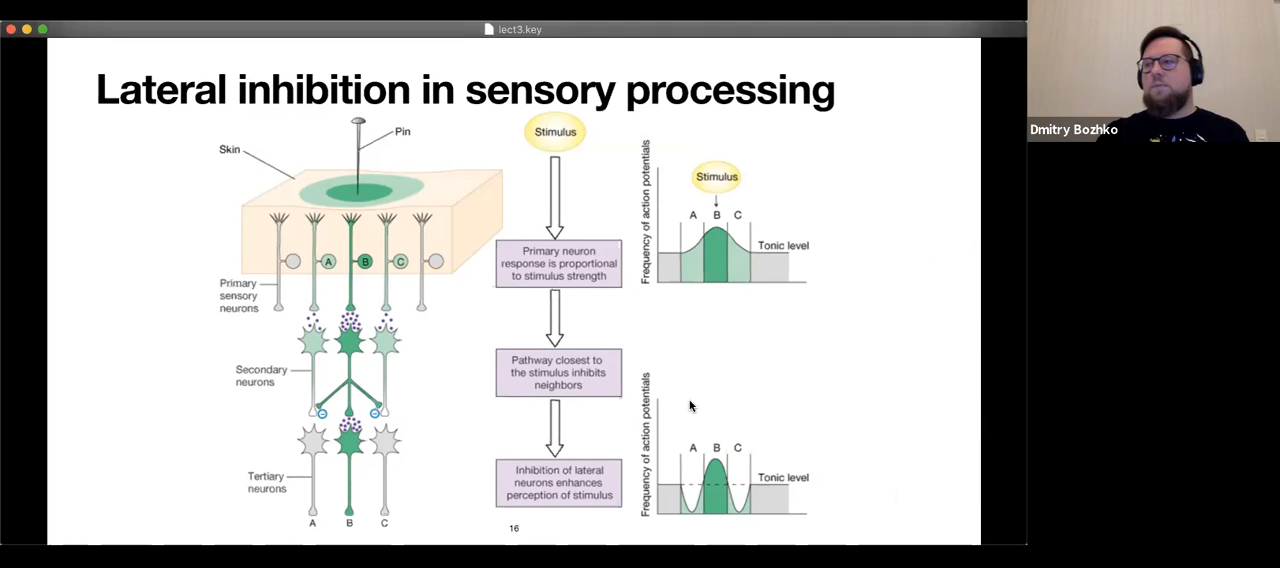 lect3.key
Dmitry Bozhko
Lateral inhibition in sensory processing
Pin
Skin
A
B
C
Primary
sensory
neurons
Secondary
neurons
Tertiary
neurons
A
B
C
Stimulus
Primary neuron
response is proportional
to stimulus strength
Pathway closest to
the stimulus inhibits
neighbors
Inhibition of lateral
neurons enhances
perception of stimulus
Frequency of action potentials
Stimulus
A B C
Tonic level
Frequency of action potentials
A B C
Tonic level
16